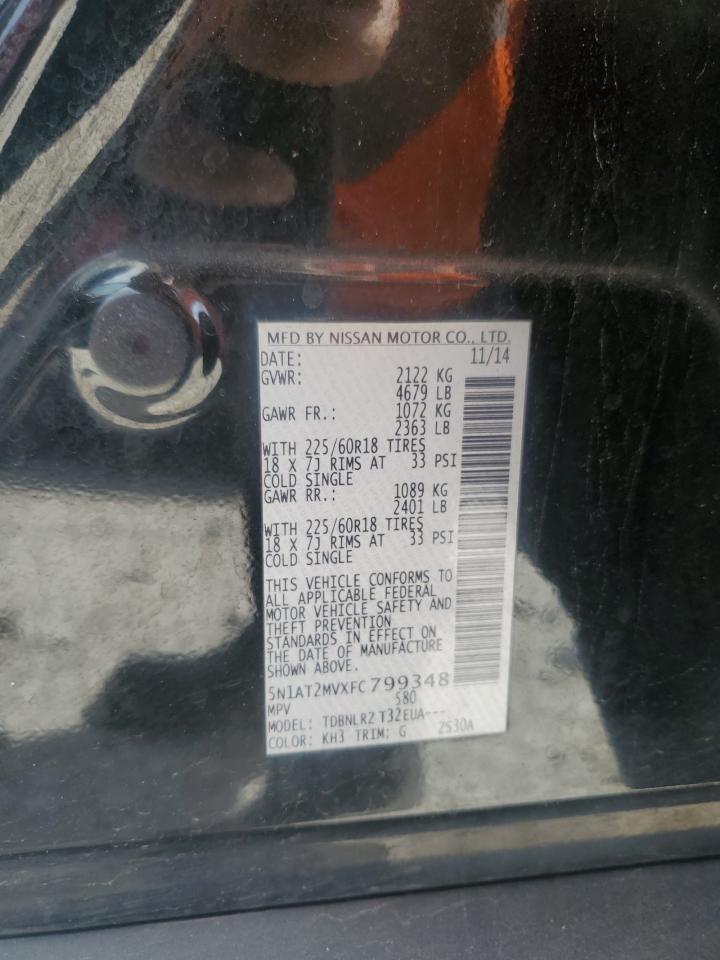 MFD BY NISSAN MOTOR CO., LTD.
DATE: 11/14
GVWR: 2122 KG
4679 LB
GAWR FR.: 1072 KG
2363 LB
WITH 225/60R18 TIRES
18 X 7J RIMS AT 33 PSI
COLD SINGLE
GAWR RR.: 1089 KG
2401 LB
WITH 225/60R18 TIRES
18 X 7J RIMS AT 33 PSI
COLD SINGLE
THIS VEHICLE CONFORMS TO
ALL APPLICABLE FEDERAL
MOTOR VEHICLE SAFETY AND
THEFT PREVENTION
STANDARDS IN EFFECT ON
THE DATE OF MANUFACTURE
SHOWN ABOVE.
5N1AT2MVXFC799348
MPV S80
MODEL: TDBNLR2 T32EUA---
COLOR: KH3 TRIM: G 2S30A